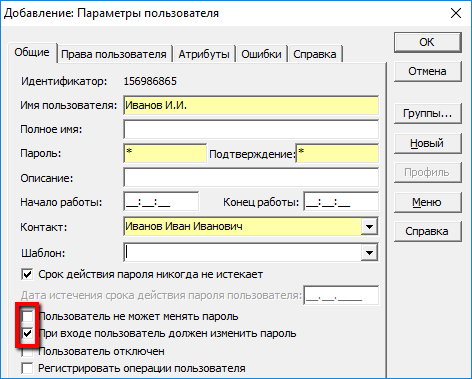 Добавление: Параметры пользователя
Общие Права пользователя Атрибуты Ошибки Справка
OK
Отмена
Группы...
Новый
Профиль
Меню
Справка
Идентификатор: 156986865
Имя пользователя: Иванов И.И.
Полное имя:
Пароль: * Подтверждение: *
Описание:
Начало работы: __:__:__ Конец работы: __:__:__
Контакт: Иванов Иван Иванович
Шаблон:
Срок действия пароля никогда не истекает
Дата истечения срока действия пароля пользователя: __.__.____
Пользователь не может менять пароль
При входе пользователь должен изменить пароль
Пользователь отключен
Регистрировать операции пользователя